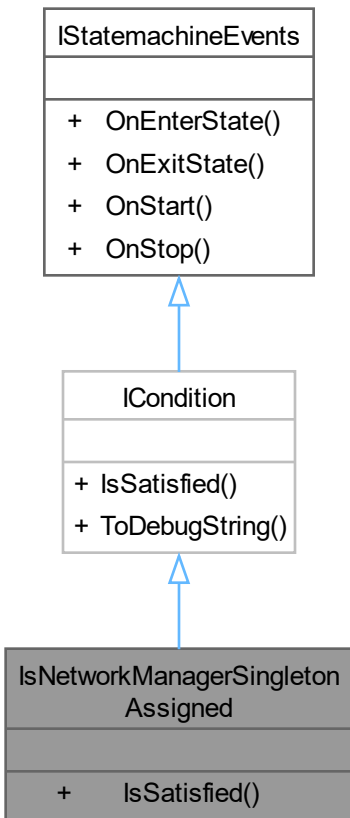 IStatemachineEvents
+ OnEnterState()
+ OnExitState()
+ OnStart()
+ OnStop()
ICondition
+ IsSatisfied()
+ ToDebugString()
IsNetworkManagerSingleton
Assigned
+ IsSatisfied()